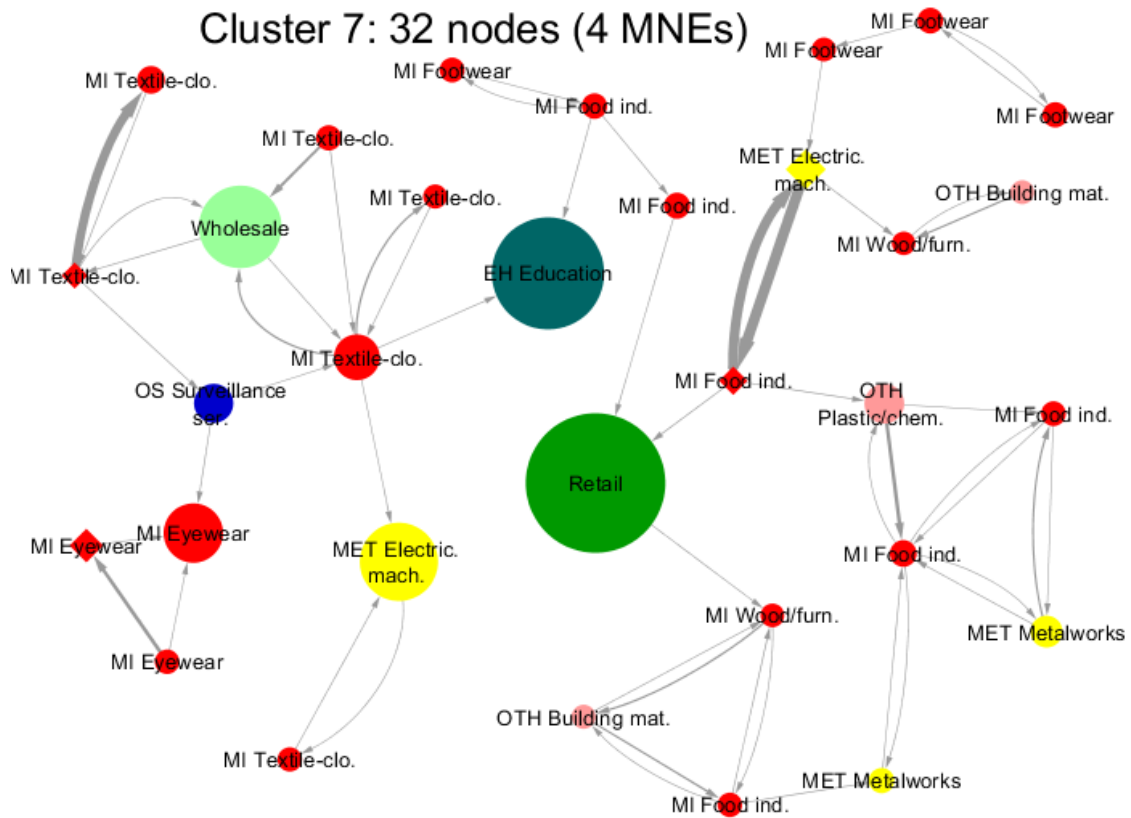 Cluster 7: 32 nodes (4 MNEs)
MI Footwear
MI Footwear
MI Footwear
MI Textile-clo.
MI Footwear
MI Food ind.
MI Textile-clo.
MET Electric.
mach.
MI Textile-clo.
MI Food ind.
OTH Building mat.
Wholesale
MI Wood/furn.
MI Textile-clo.
EH Education
MI Textile-clo.
MI Food ind.
OS Surveillance
ser.
OTH
Plastic/chem.
MI Food ind.
Retail
MI Eyewear
MI Eyewear
MET Electric.
mach.
MI Food ind.
MI Wood/furn.
MET Metalworks
MI Eyewear
OTH Building mat.
MI Textile-clo.
MET Metalworks
MI Food ind.